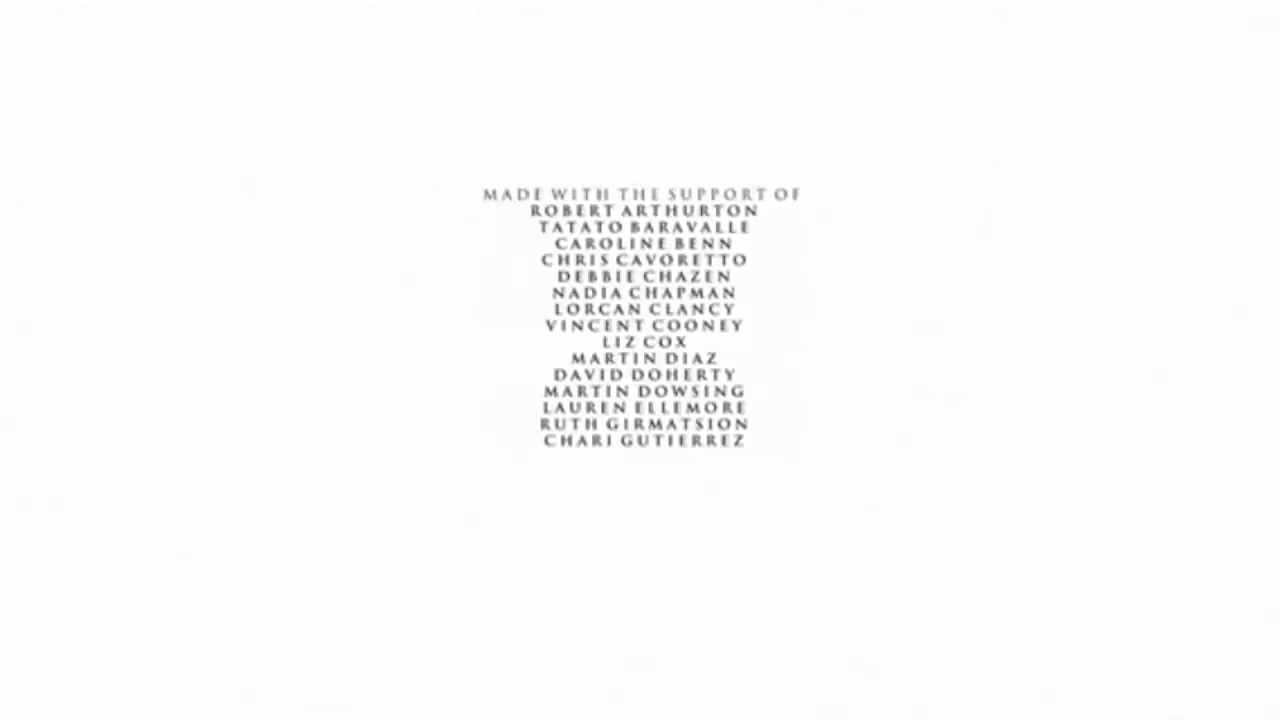 MADE WITH THE SUPPORT OF
ROBERT ARTHURTON
TATATO BARAVALLE
CAROLINE BENN
CHRIS CAVORETTO
DEBBIE CHAZEN
NADIA CHAPMAN
LORCAN CLANCY
VINCENT COONEY
LIZ COX
MARTIN DIAZ
DAVID DOHERTY
MARTIN DOWSING
LAUREN ELLEMORE
RUTH GIRMATSION
CHARI GUTIERREZ